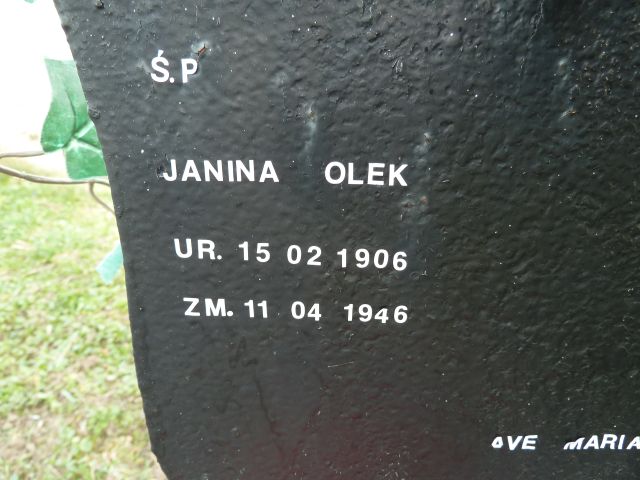 Ś.P
JANINA OLEK
UR. 15 02 1906
ZM. 11 04 1946
AVE MARIA